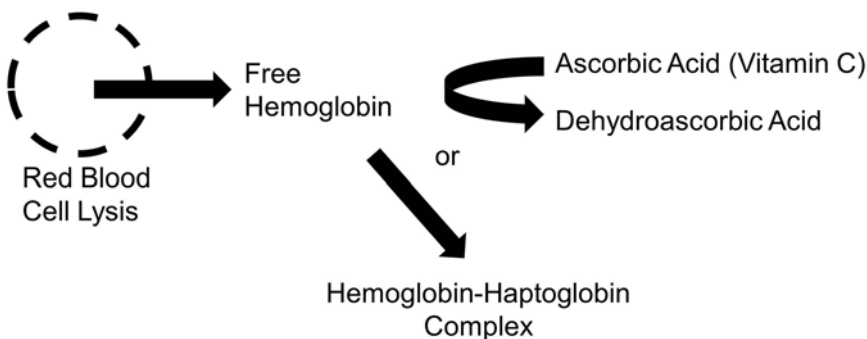 Free
Hemoglobin
Ascorbic Acid (Vitamin C)
Dehydroascorbic Acid
or
Red Blood
Cell Lysis
Hemoglobin-Haptoglobin
Complex